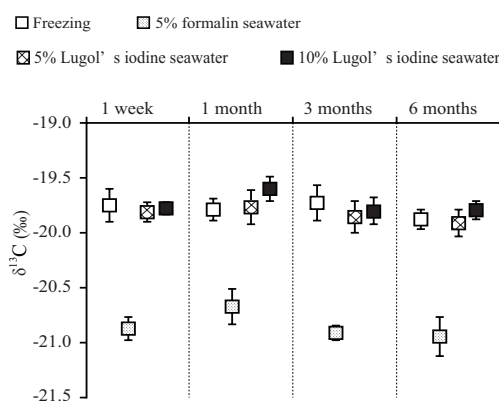 Freezing 5% formalin seawater
5% Lugol’ s iodine seawater 10% Lugol’ s iodine seawater
1 week 1 month 3 months 6 months
-19.0
-19.5
-20.0
-20.5
-21.0
-21.5
δ13C (‰)